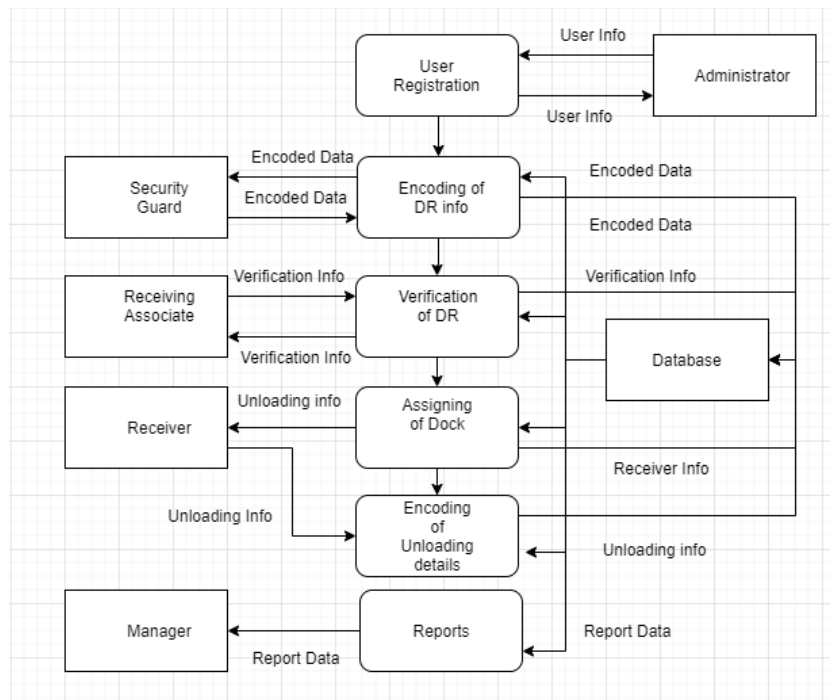 User Info
User
Registration
Administrator
User Info
Encoded Data
Security
Guard
Encoded Data
Encoding of
DR info
Encoded Data
Encoded Data
Receiving
Associate
Verification Info
Verification Info
Verification
of DR
Verification Info
Database
Receiver
Unloading info
Assigning
of Dock
Receiver Info
Unloading Info
Encoding
of
Unloading
details
Unloading info
Manager
Report Data
Reports
Report Data